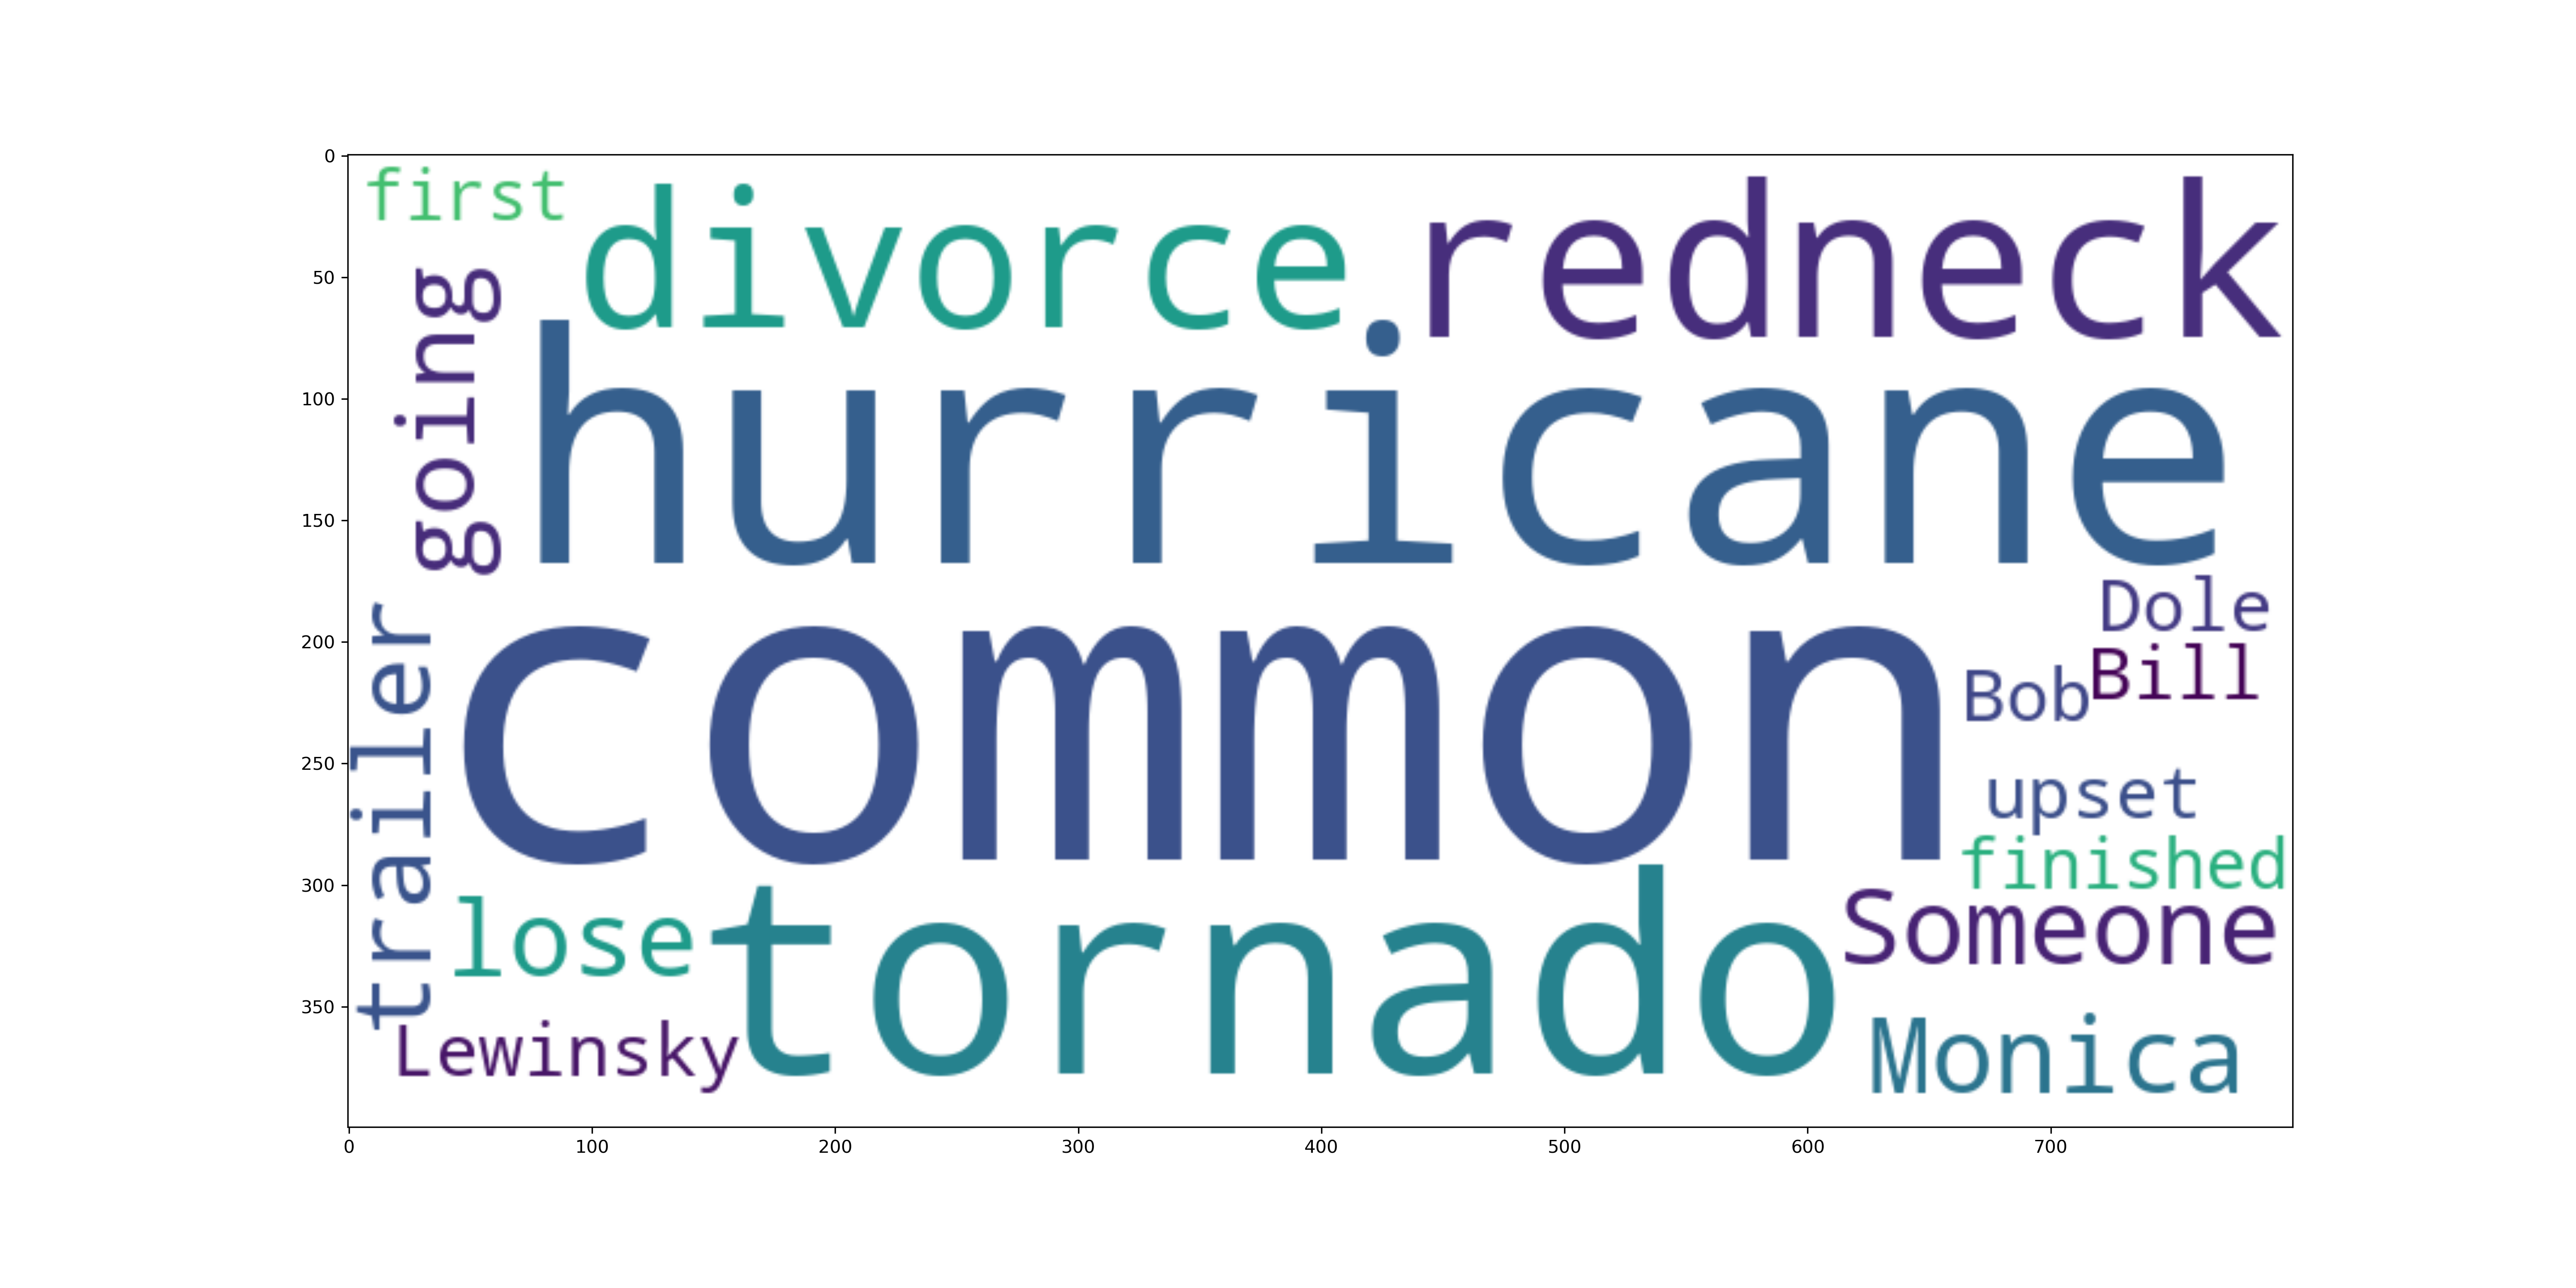 first
divorce
redneck
going
hurricane
Dole
Bill
Bob
common
trailer
upset
finished
Someone
lose
tornado
Lewinsky
Monica
0
50
100
150
200
250
300
350
0 100 200 300 400 500 600 700